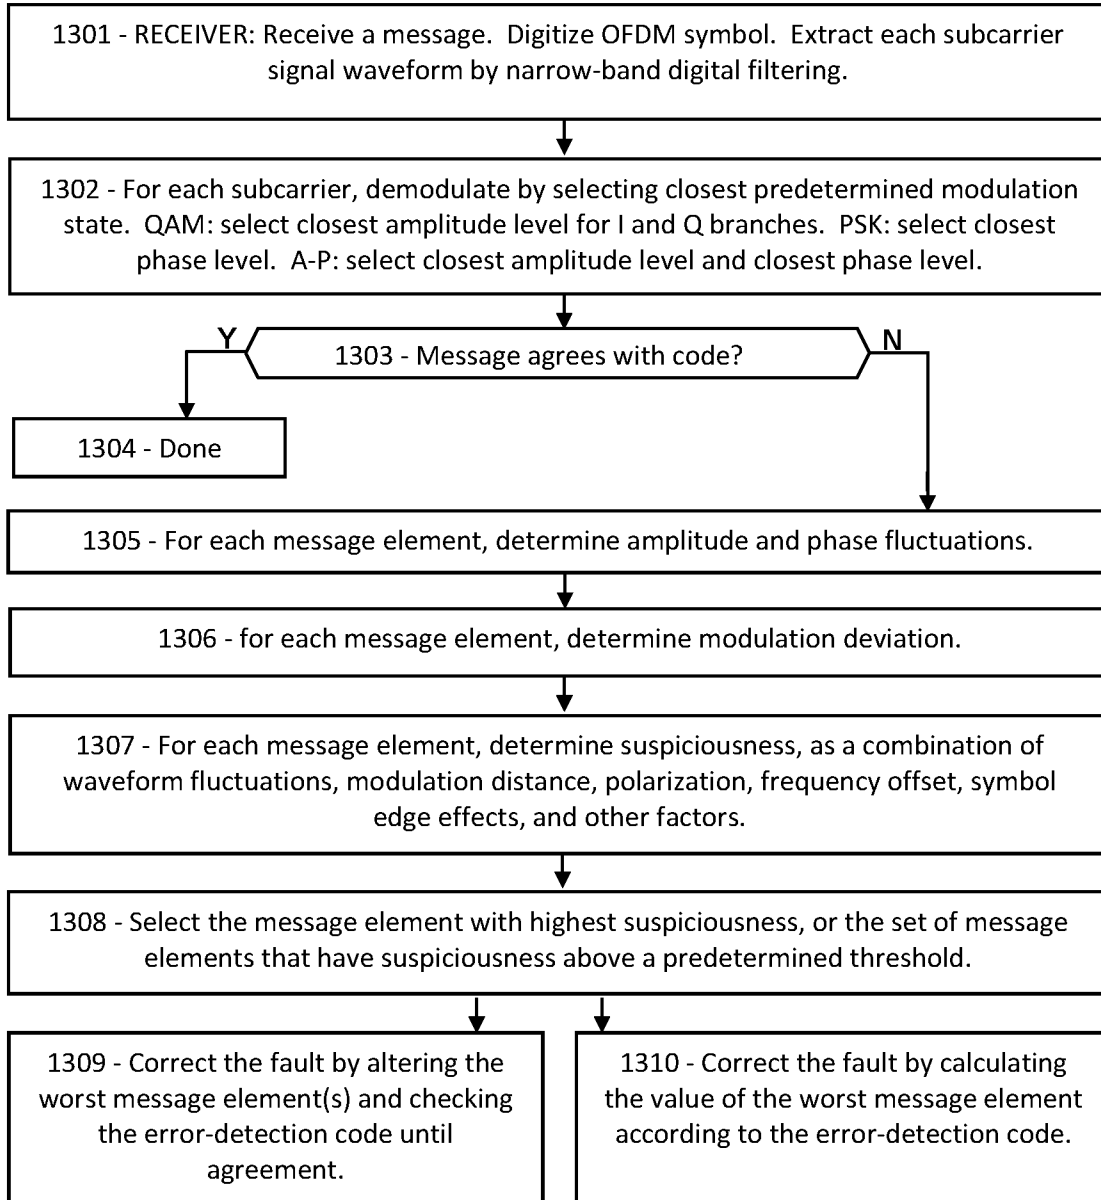 1301 - RECEIVER: Receive a message.  Digitize OFDM symbol.  Extract each subcarrier
signal waveform by narrow-band digital filtering.
1302 - For each subcarrier, demodulate by selecting closest predetermined modulation
state.  QAM: select closest amplitude level for I and Q branches.  PSK: select closest
phase level.  A-P: select closest amplitude level and closest phase level.
Y
N
1303 - Message agrees with code?
1304 - Done
1305 - For each message element, determine amplitude and phase fluctuations.
1306 - for each message element, determine modulation deviation.
1307 - For each message element, determine suspiciousness, as a combination of
waveform fluctuations, modulation distance, polarization, frequency offset, symbol
edge effects, and other factors.
1308 - Select the message element with highest suspiciousness, or the set of message
elements that have suspiciousness above a predetermined threshold.
1309 - Correct the fault by altering the
worst message element(s) and checking
the error-detection code until
agreement.
1310 - Correct the fault by calculating
the value of the worst message element
according to the error-detection code.